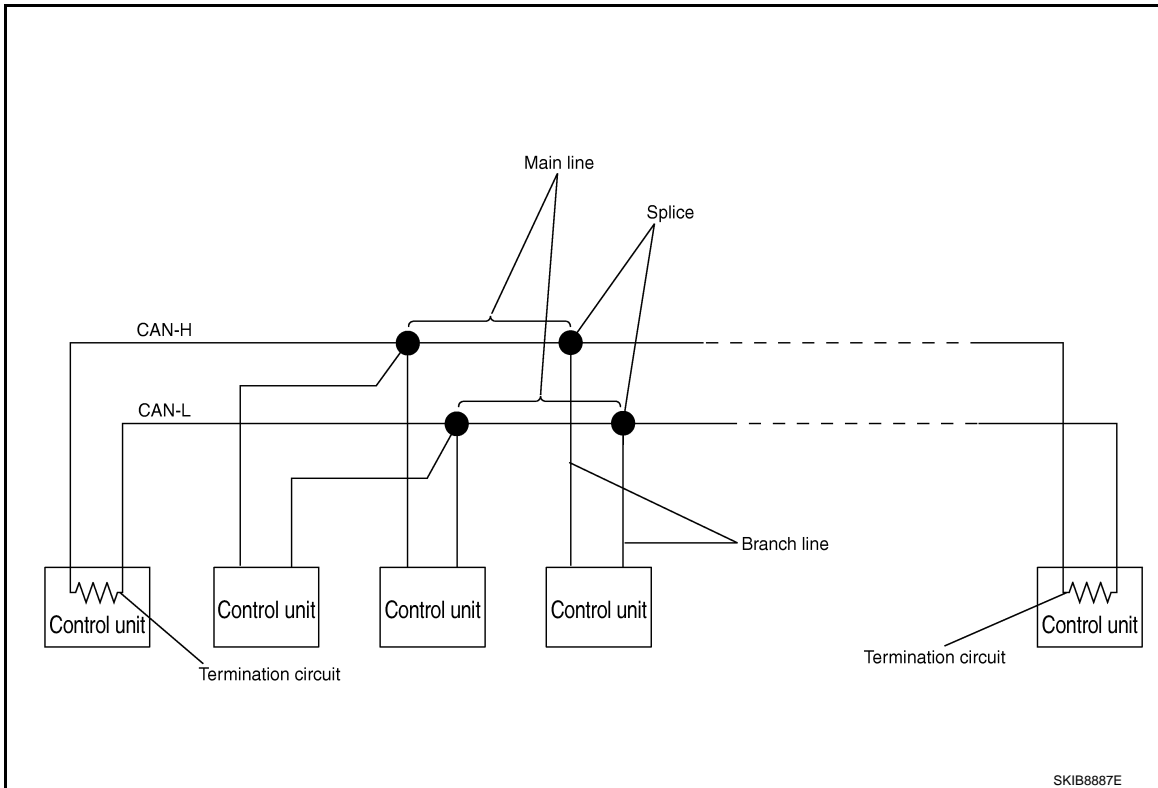 Main line
Splice
CAN-H
CAN-L
Branch line
Control unit
Control unit
Control unit
Control unit
Control unit
Termination circuit
Termination circuit
SKIB8887E